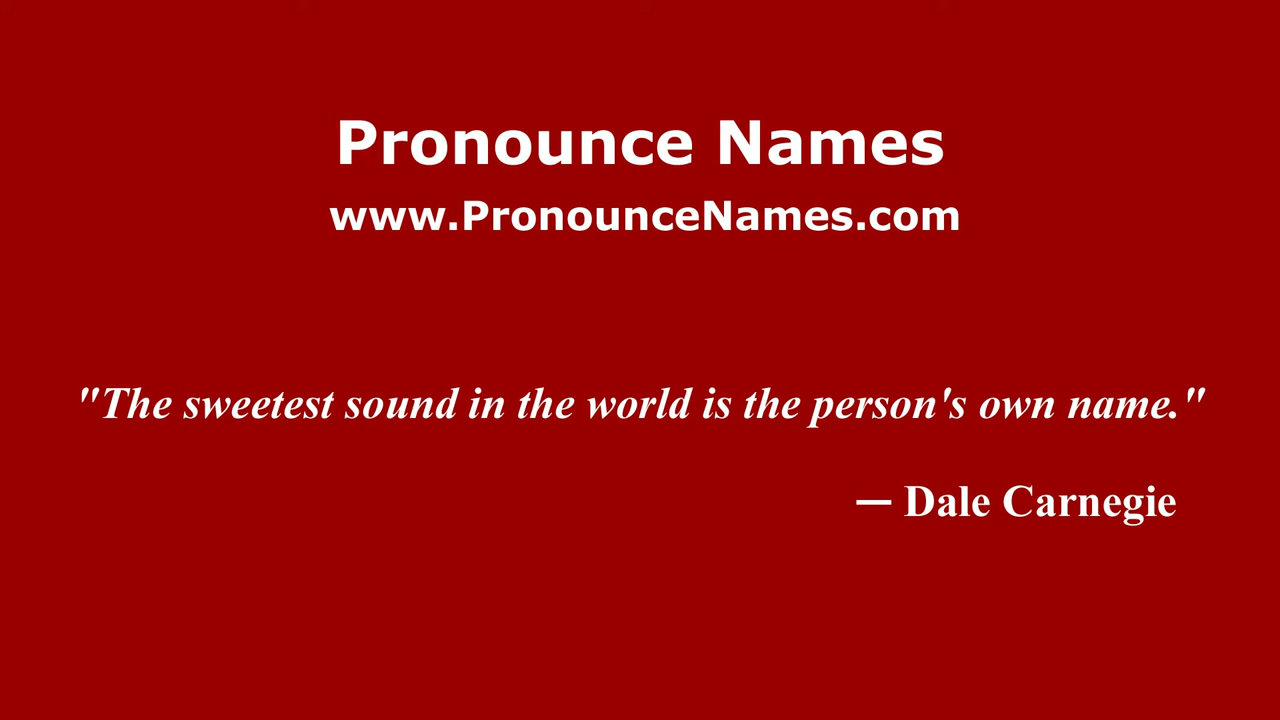 Pronounce Names
www.PronounceNames.com
"The sweetest sound in the world is the person's own name."
— Dale Carnegie